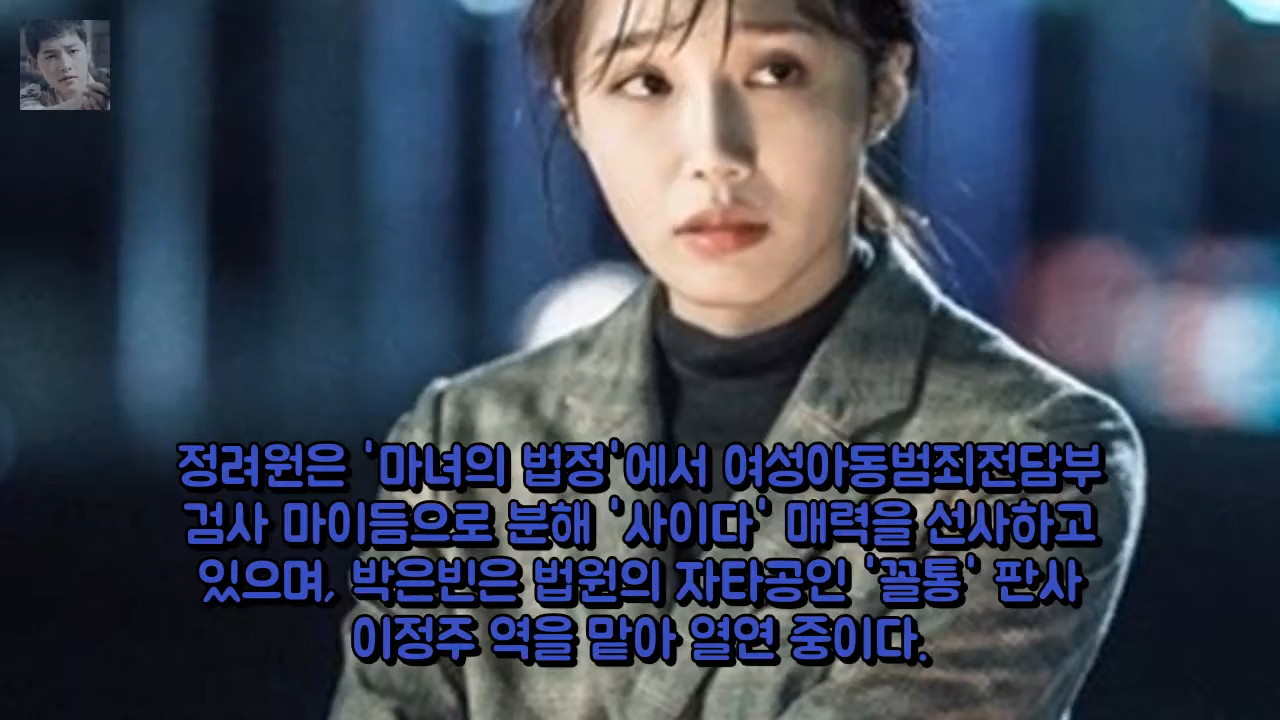 정려원은 '마녀의 법정'에서 여성아동범죄전담부
검사 마이듬으로 분해 '사이다' 매력을 선사하고
있으며, 박은빈은 법원의 자타공인 '꼴통' 판사
이정주 역을 맡아 열연 중이다.